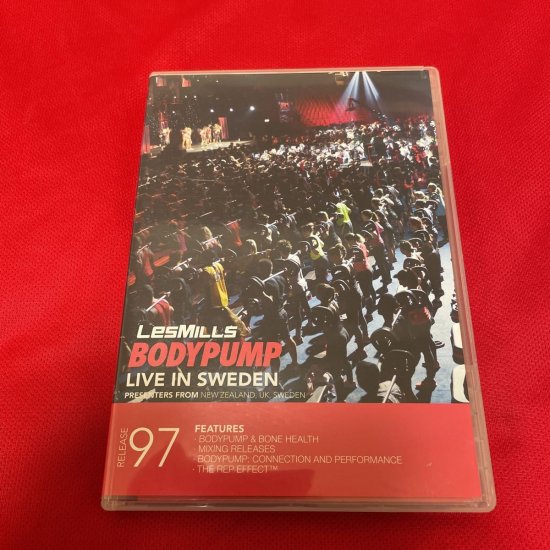 LESMILLS
BODYPUMP
LIVE IN SWEDEN
PRESENTERS FROM NEW ZEALAND, UK, SWEDEN
RELEASE 97
FEATURES
· BODYPUMP & BONE HEALTH
· MIXING RELEASES
· BODYPUMP: CONNECTION AND PERFORMANCE
· THE REP EFFECT™